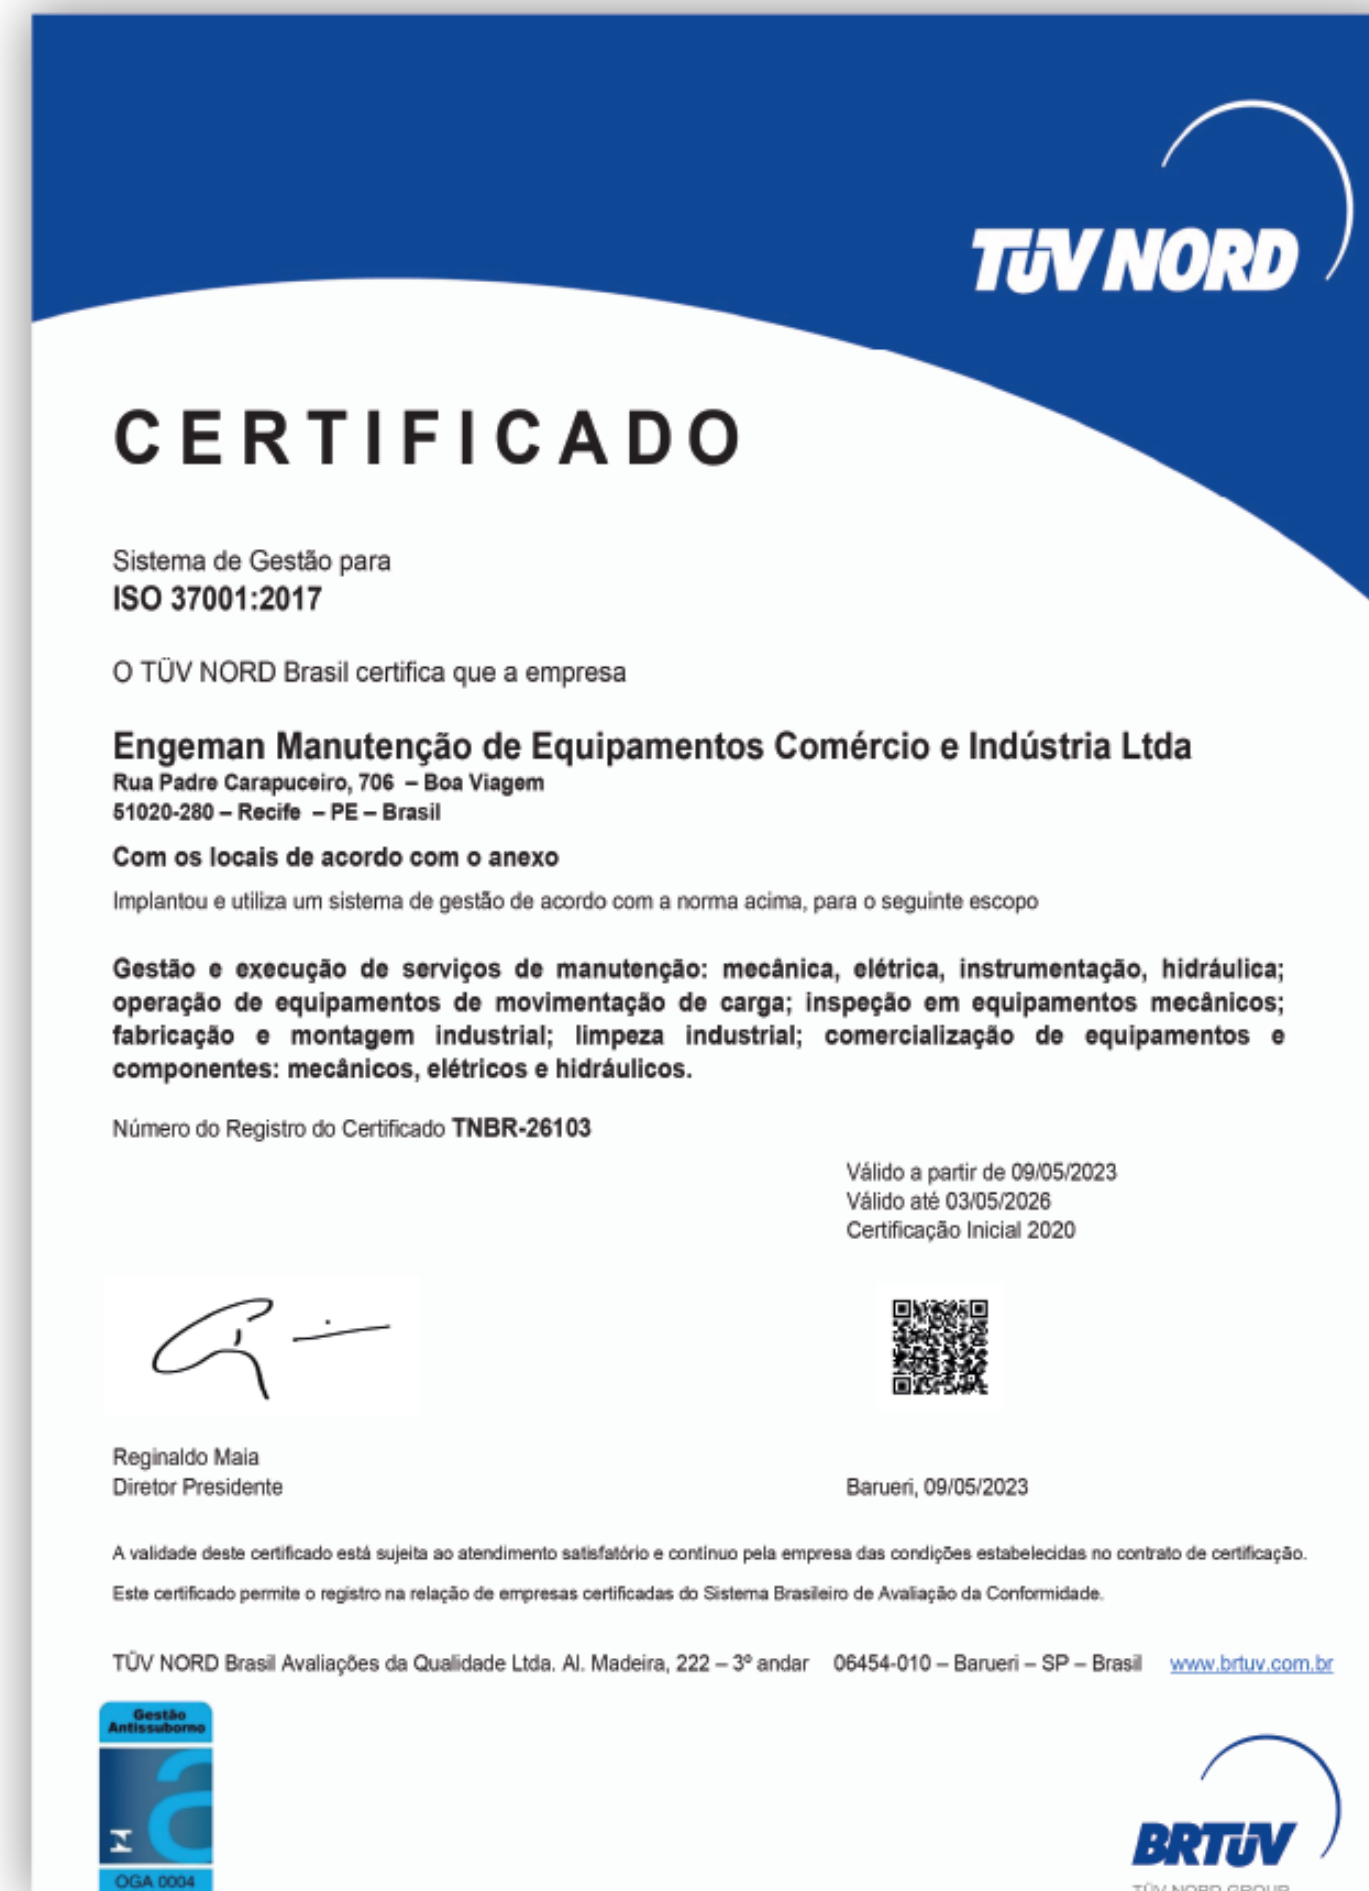 TÜV NORD
CERTIFICADO
Sistema de Gestão para
ISO 37001:2017
O TÜV NORD Brasil certifica que a empresa
Engeman Manutenção de Equipamentos Comércio e Indústria Ltda
Rua Padre Carapuceiro, 706 – Boa Viagem
51020-280 – Recife – PE – Brasil
Com os locais de acordo com o anexo
Implantou e utiliza um sistema de gestão de acordo com a norma acima, para o seguinte escopo
Gestão e execução de serviços de manutenção: mecânica, elétrica, instrumentação, hidráulica;
operação de equipamentos de movimentação de carga; inspeção em equipamentos mecânicos;
fabricação e montagem industrial; limpeza industrial; comercialização de equipamentos e
componentes: mecânicos, elétricos e hidráulicos.
Número do Registro do Certificado TNBR-26103
Válido a partir de 09/05/2023
Válido até 03/05/2026
Certificação Inicial 2020
Reginaldo Maia
Diretor Presidente
Barueri, 09/05/2023
A validade deste certificado está sujeita ao atendimento satisfatório e contínuo pela empresa das condições estabelecidas no contrato de certificação.
Este certificado permite o registro na relação de empresas certificadas do Sistema Brasileiro de Avaliação da Conformidade.
TÜV NORD Brasil Avaliações da Qualidade Ltda. Al. Madeira, 222 – 3º andar 06454-010 – Barueri – SP – Brasil www.brtuv.com.br
Gestão
Antissuborno
OGA 0004
BRTÜV
TÜV NORD GROUP